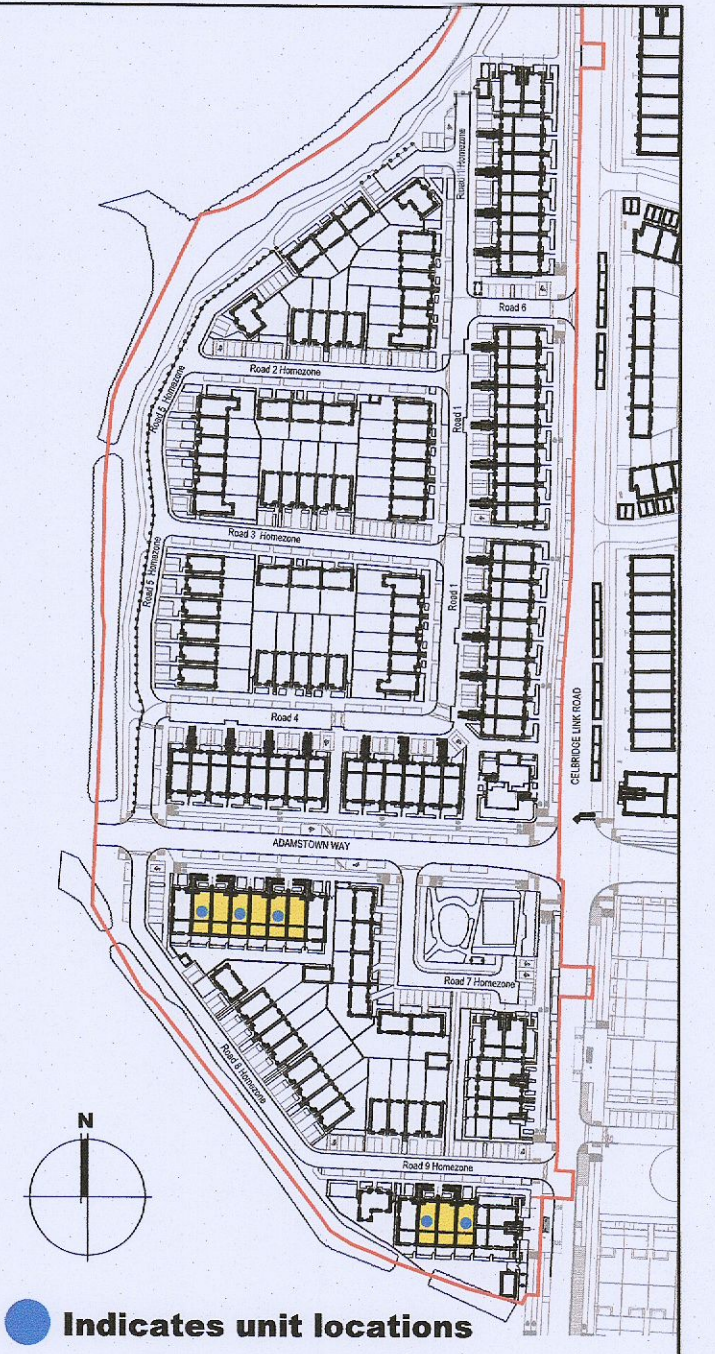 Road 11 Homezone
Road 6
Road 2 Homezone
Road 5 Homezone
Road 1
Road 3 Homezone
Road 5 Homezone
Road 1
CELBRIDGE LINK ROAD
Road 4
ADAMSTOWN WAY
Road 7 Homezone
Road 8 Homezone
Road 9 Homezone
N
Indicates unit locations